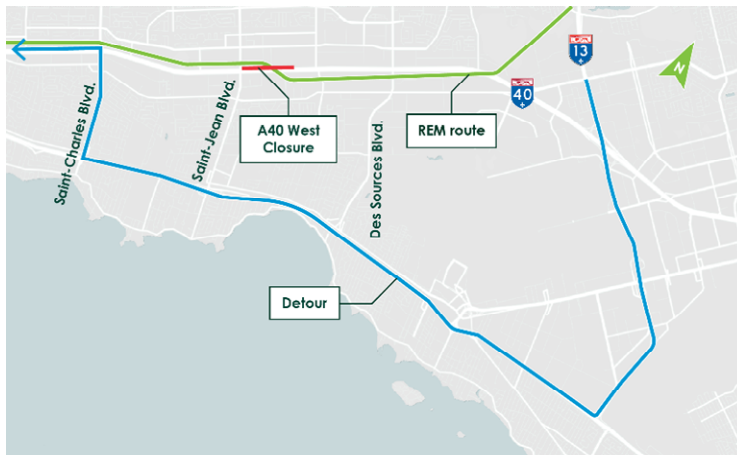 13
N
40
Saint-Charles Blvd.
Saint-Jean Blvd.
A40 West
Closure
Des Sources Blvd.
REM route
Detour